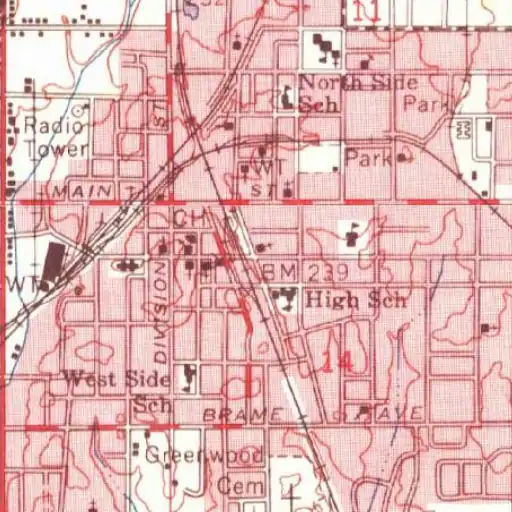 11
North Side
Sch
Park
Radio
Tower
ST
Park
WT
MAIN
ST
CH
WT
BM 239
High Sch
DIVISION
14
West Side
Sch
BRAME
AVE
Greenwood
Cem